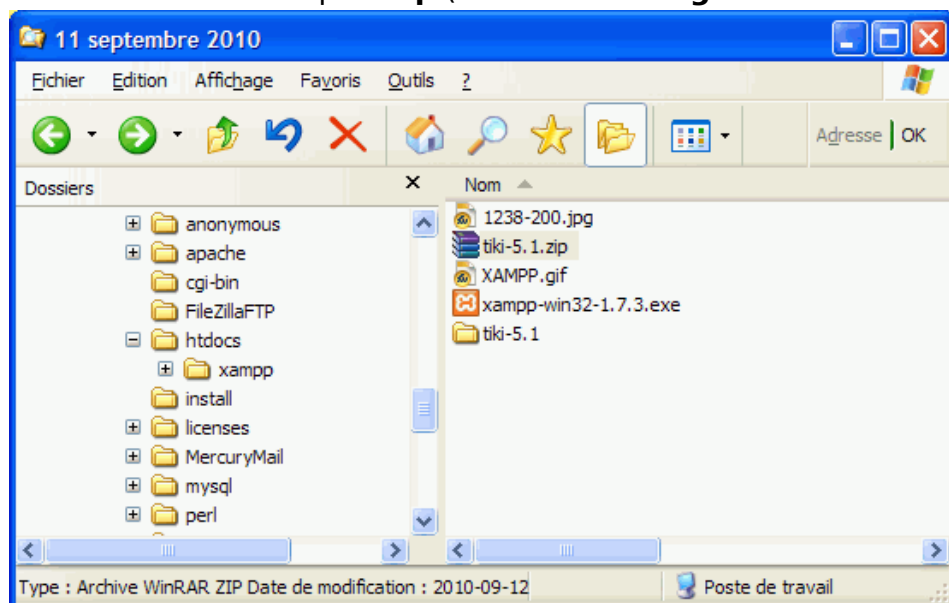 11 septembre 2010
Fichier Edition Affichage Favoris Outils ?
Adresse OK
Dossiers
anonymous
apache
cgi-bin
FileZillaFTP
htdocs
xampp
install
licenses
MercuryMail
mysql
perl
Nom
1238-200.jpg
tiki-5.1.zip
XAMPP.gif
xampp-win32-1.7.3.exe
tiki-5.1
Type : Archive WinRAR ZIP Date de modification : 2010-09-12
Poste de travail